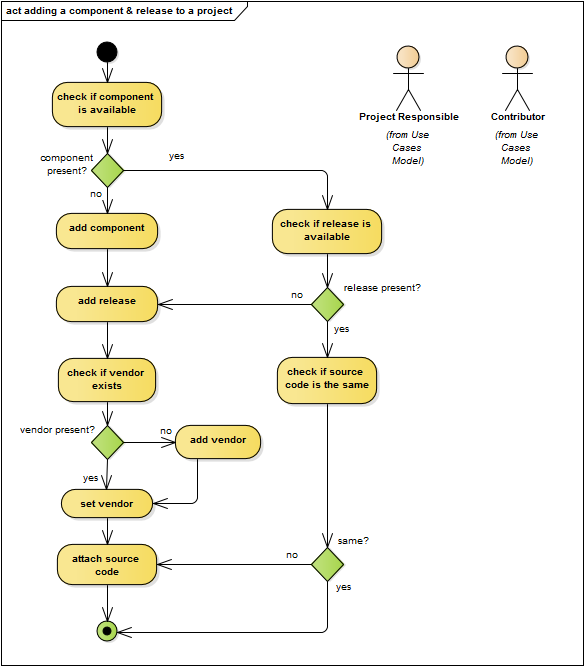 act adding a component & release to a project
check if component
is available
Project Responsible
(from Use
Cases
Model)
Contributor
(from Use
Cases
Model)
component
present?
yes
no
add component
check if release is
available
add release
no
release present?
yes
check if vendor
exists
check if source
code is the same
vendor present?
no
add vendor
yes
set vendor
attach source
code
no
same?
yes